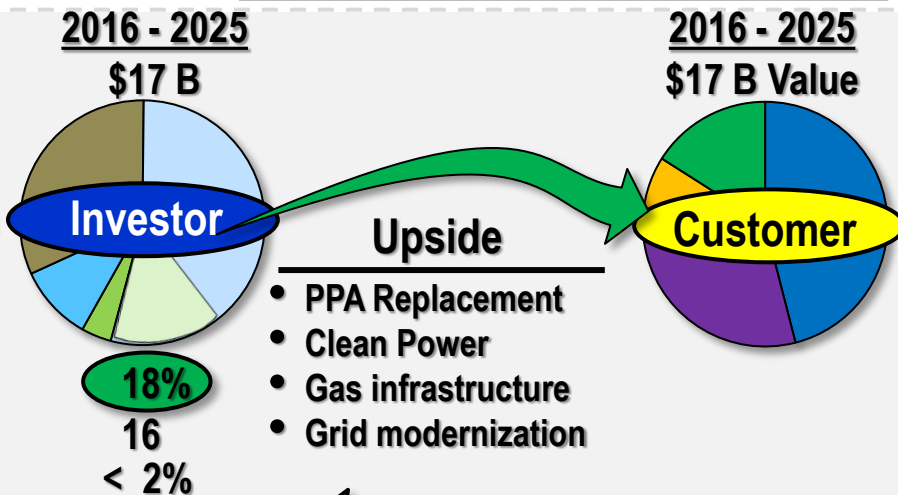 2016 - 2025
$17 B
Investor
18%
16
< 2%
Upside
• PPA Replacement
• Clean Power
• Gas infrastructure
• Grid modernization
2016 - 2025
$17 B Value
Customer